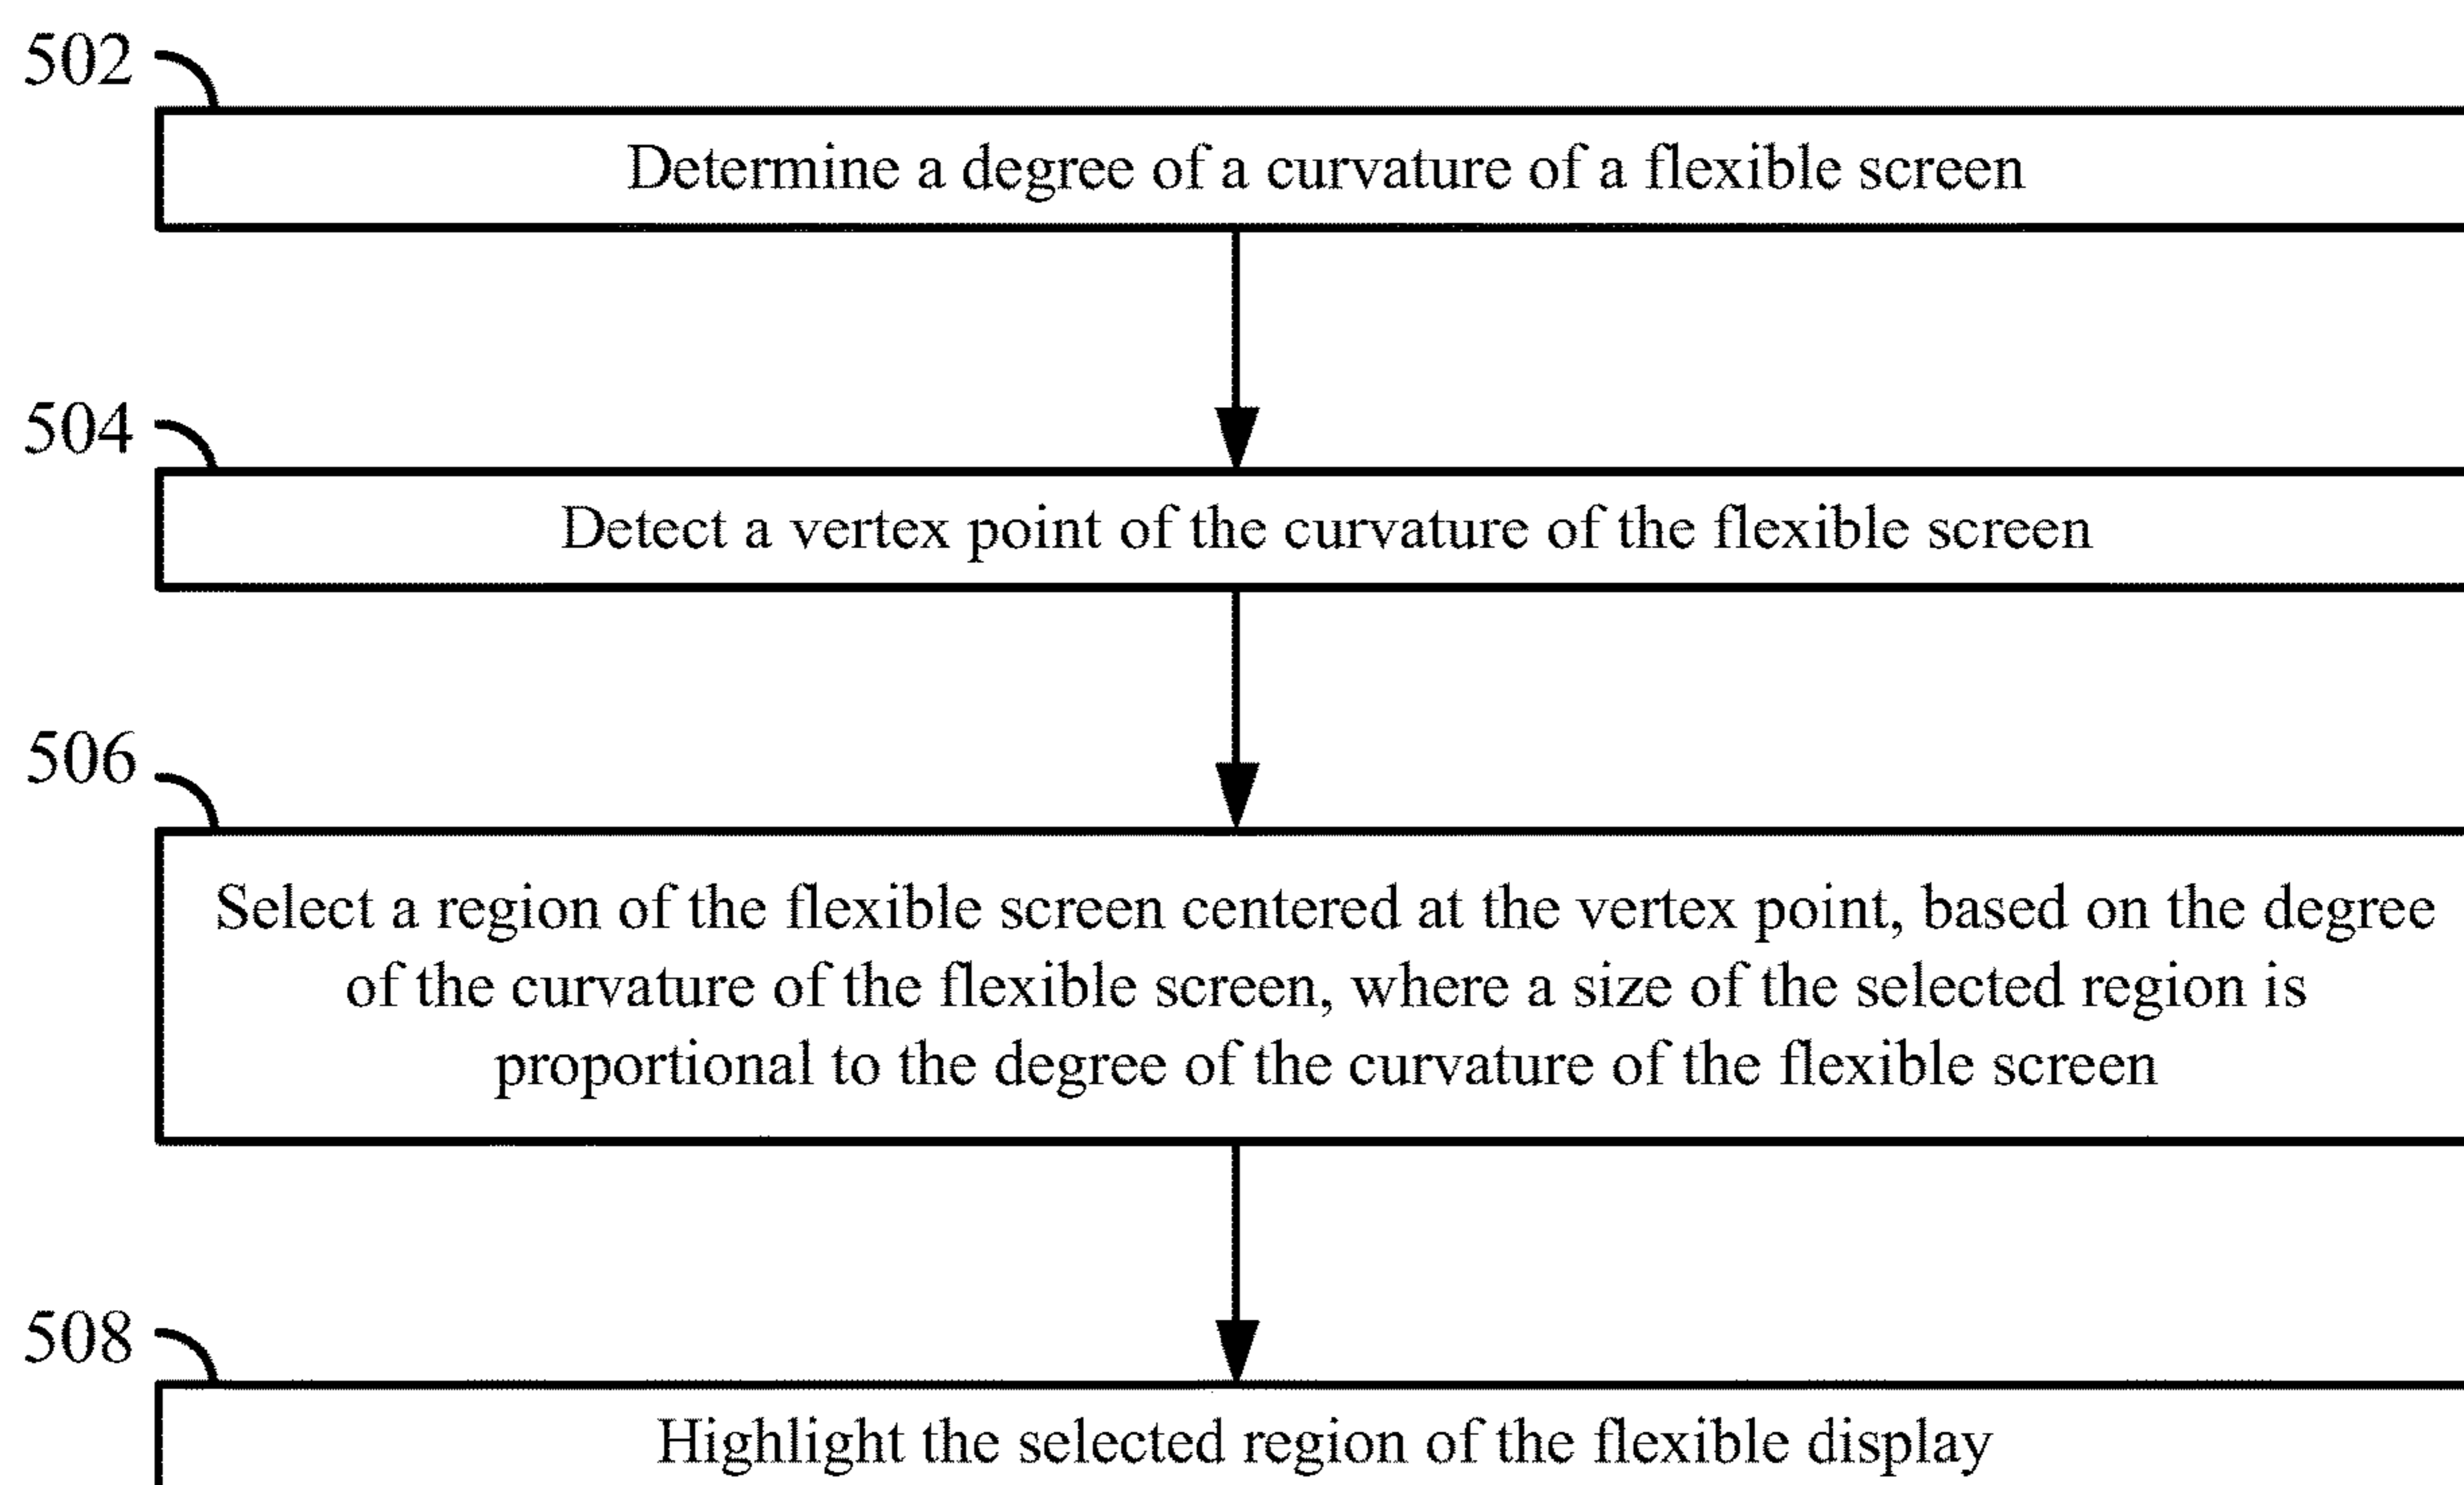 502
Determine a degree of a curvature of a flexible screen
504
Detect a vertex point of the curvature of the flexible screen
506
Select a region of the flexible screen centered at the vertex point, based on the degree
of the curvature of the flexible screen, where a size of the selected region is
proportional to the degree of the curvature of the flexible screen
508
Highlight the selected region of the flexible display